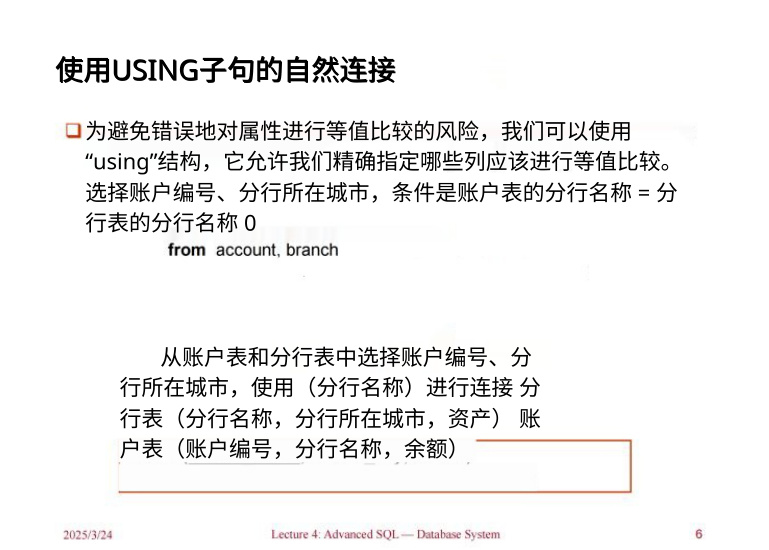 使用USING子句的自然连接
为避免错误地对属性进行等值比较的风险，我们可以使用
“using”结构，它允许我们精确指定哪些列应该进行等值比较。
选择账户编号、分行所在城市，条件是账户表的分行名称 = 分
行表的分行名称 0
from account, branch
从账户表和分行表中选择账户编号、分
行所在城市，使用（分行名称）进行连接 分
行表（分行名称，分行所在城市，资产） 账
户表（账户编号，分行名称，余额）
2025/3/24
Lecture 4: Advanced SQL — Database System
6